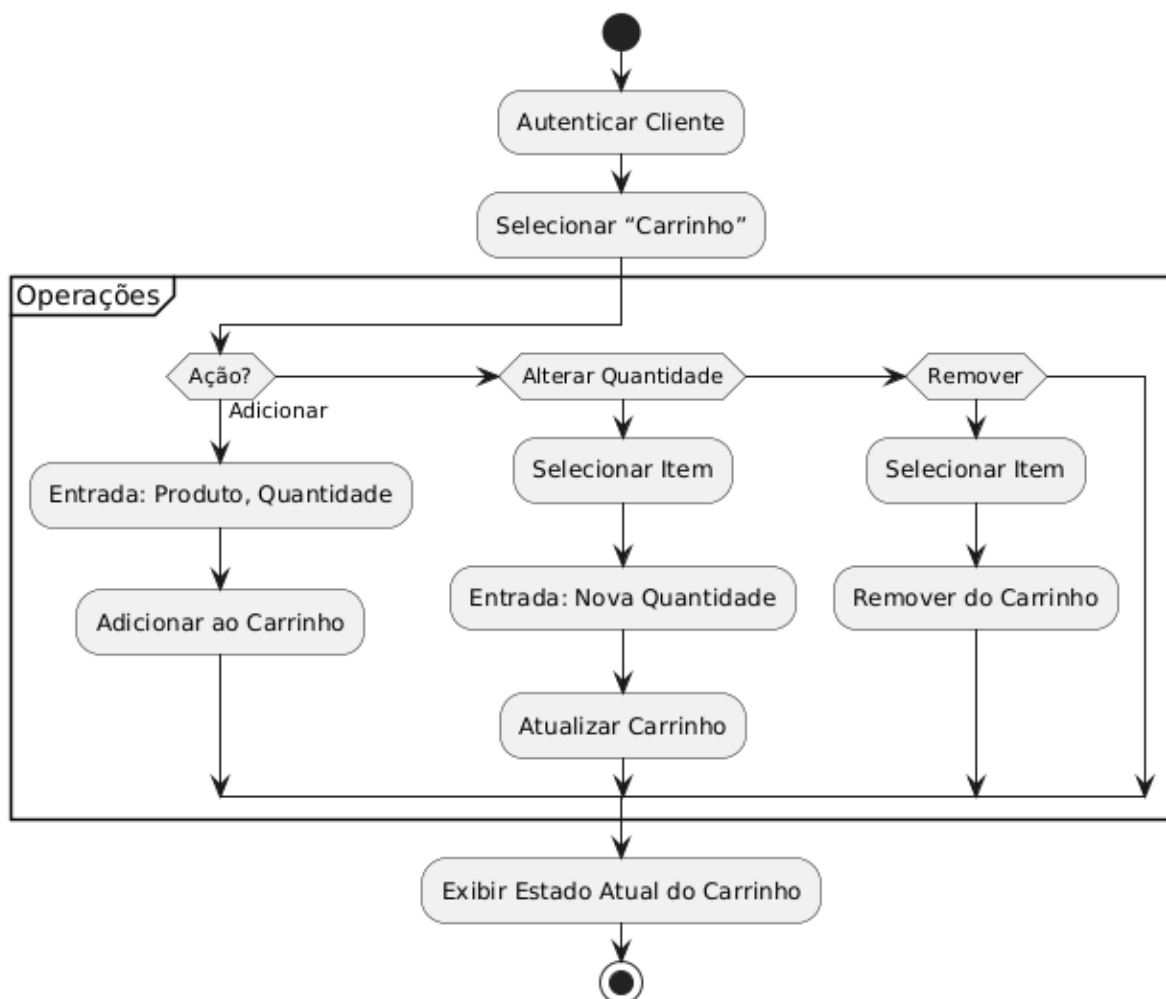 Autenticar Cliente
Selecionar “Carrinho”
Operações
Ação?
Alterar Quantidade
Remover
Adicionar
Selecionar Item
Selecionar Item
Entrada: Produto, Quantidade
Entrada: Nova Quantidade
Remover do Carrinho
Adicionar ao Carrinho
Atualizar Carrinho
Exibir Estado Atual do Carrinho